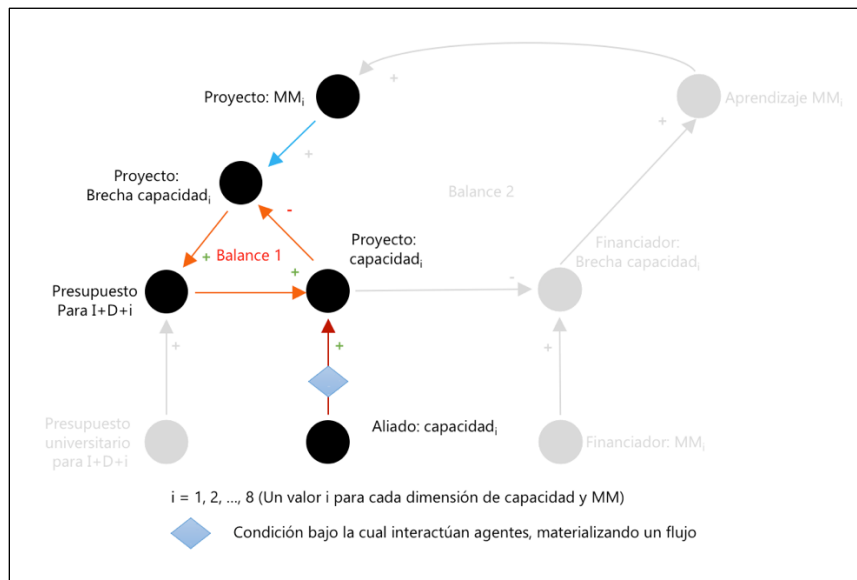 Proyecto: MMi
+
Aprendizaje MMi
+
+
Proyecto:
Brecha capacidadi
-
Balance 2
+ Balance 1
Proyecto:
capacidadi
Financiador:
Brecha capacidadi
+
-
Presupuesto
Para I+D+i
+
+
+
Presupuesto
universitario
para I+D+i
Aliado: capacidadi
Financiador: MMi
i = 1, 2, ..., 8 (Un valor i para cada dimensión de capacidad y MM)
Condición bajo la cual interactúan agentes, materializando un flujo